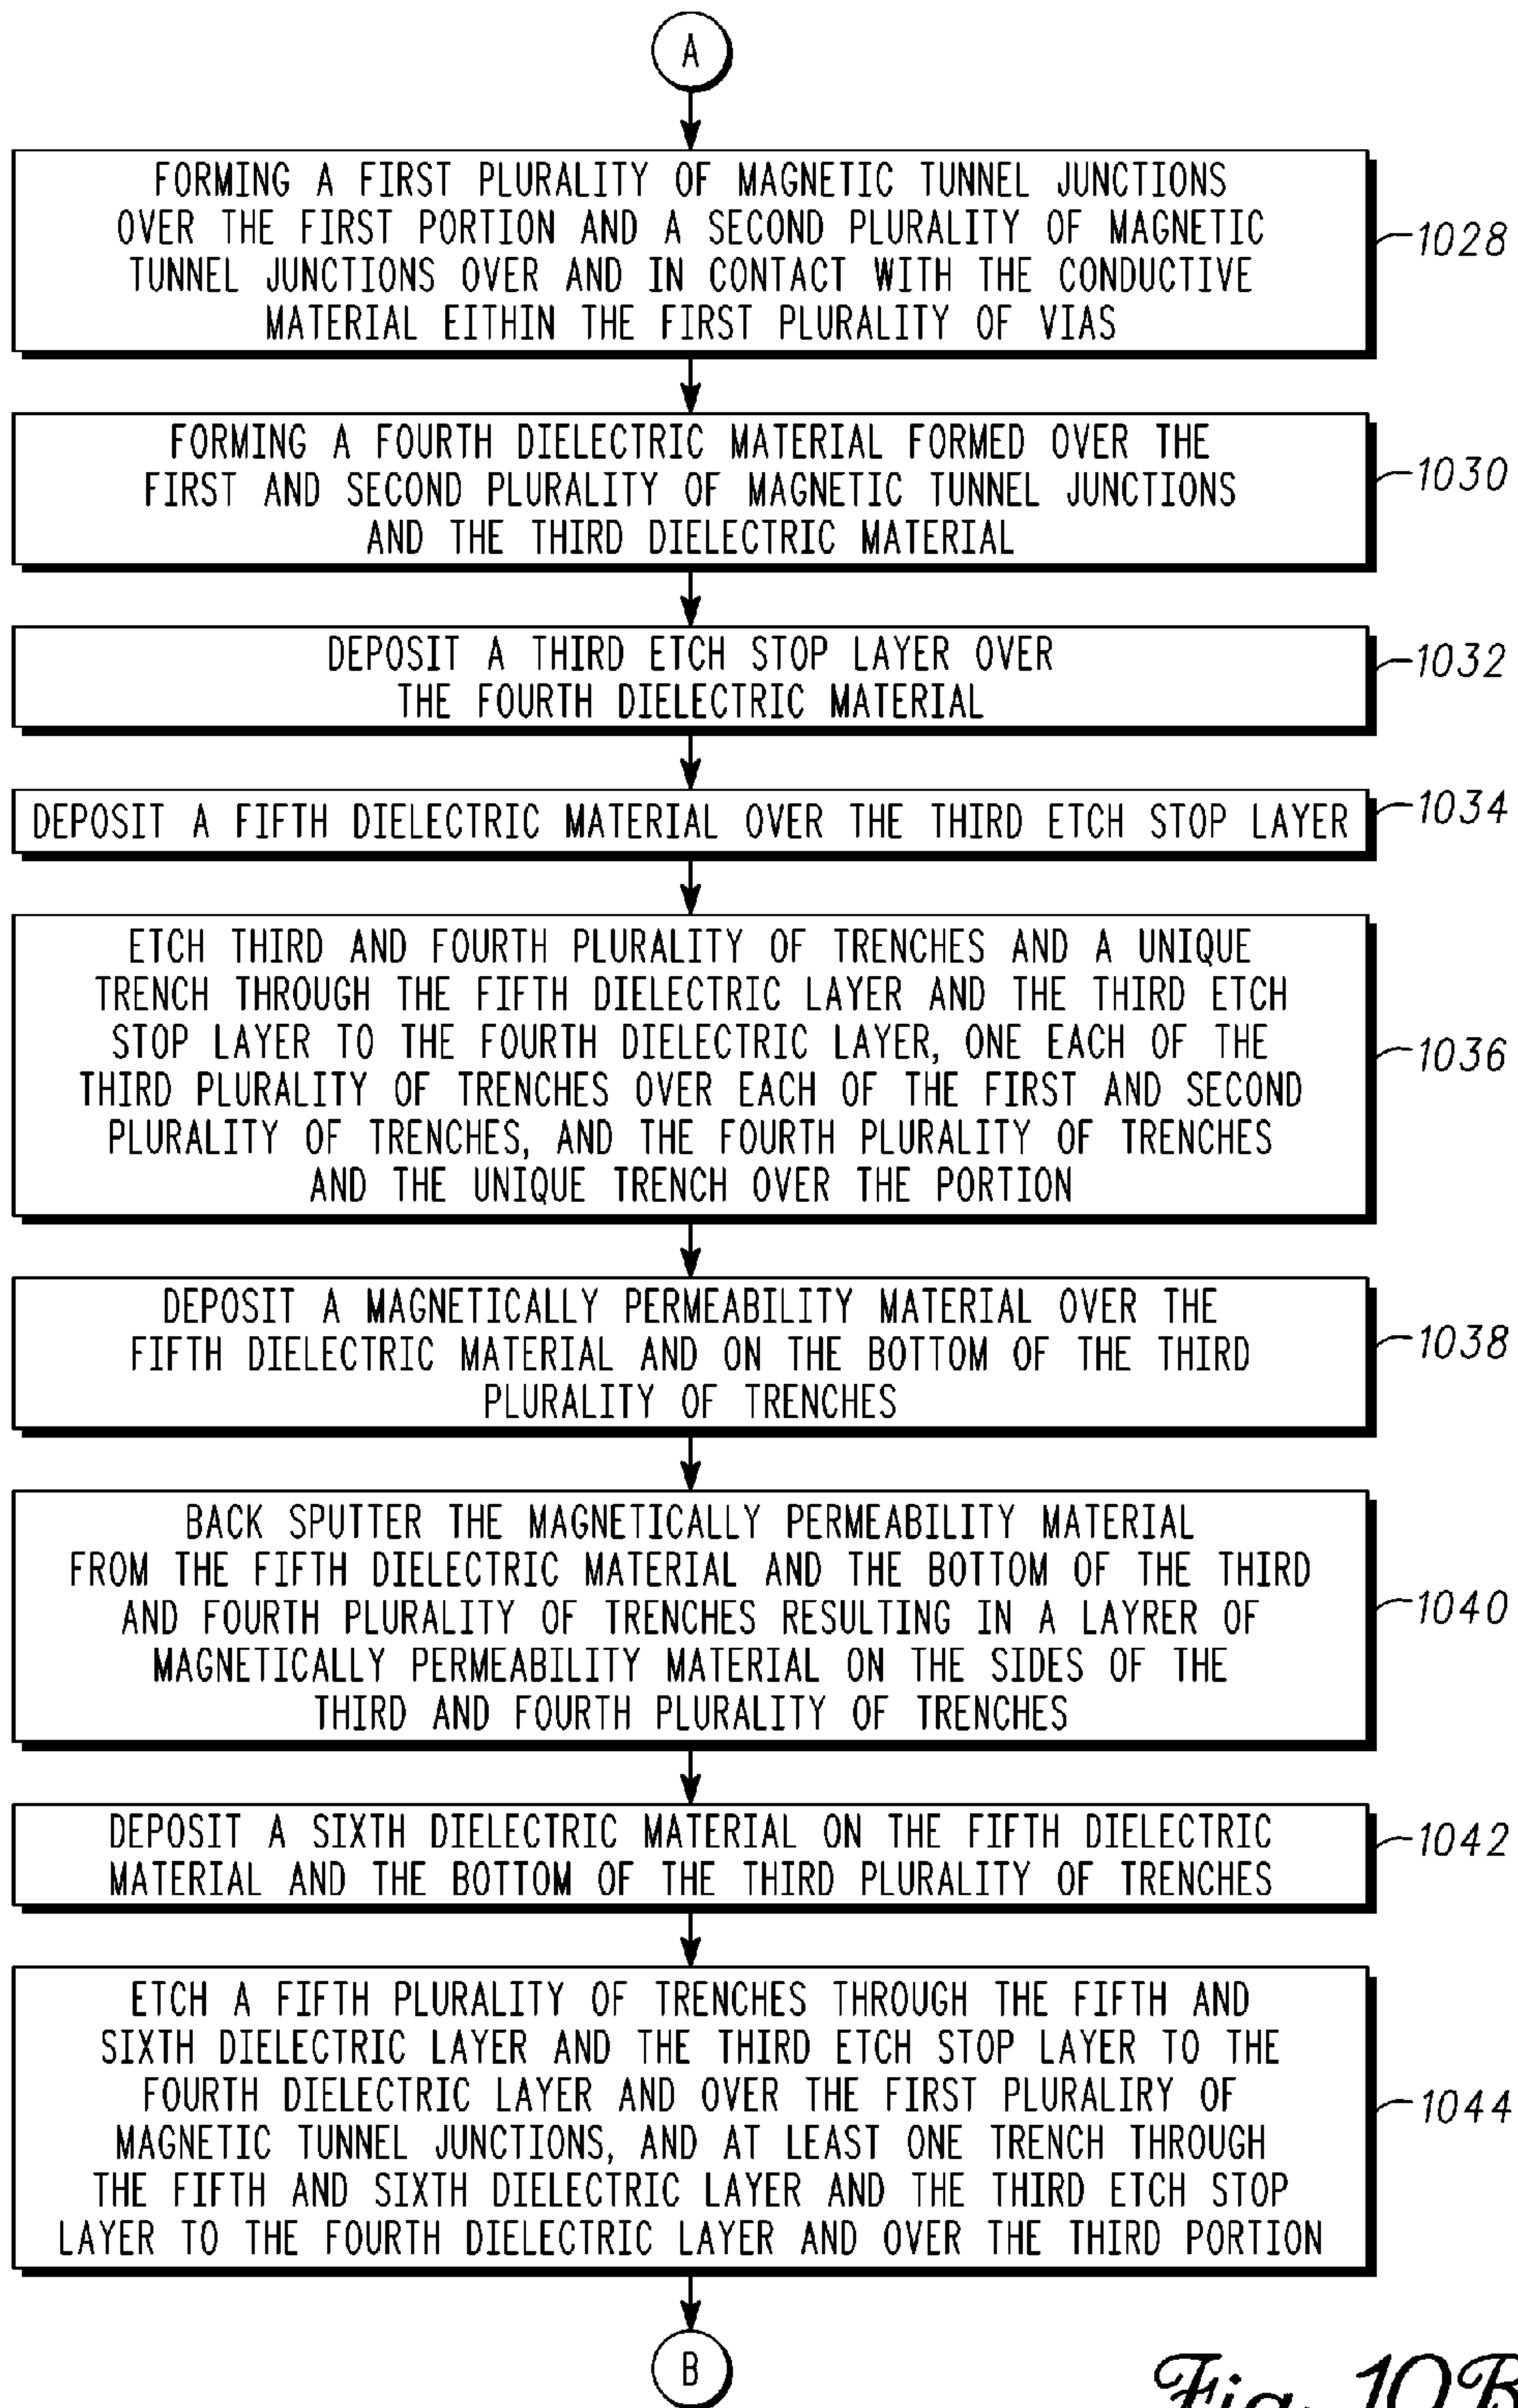 A
FORMING A FIRST PLURALITY OF MAGNETIC TUNNEL JUNCTIONS
OVER THE FIRST PORTION AND A SECOND PLURALITY OF MAGNETIC
TUNNEL JUNCTIONS OVER AND IN CONTACT WITH THE CONDUCTIVE
MATERIAL EITHIN THE FIRST PLURALITY OF VIAS
1028
FORMING A FOURTH DIELECTRIC MATERIAL FORMED OVER THE
FIRST AND SECOND PLURALITY OF MAGNETIC TUNNEL JUNCTIONS
AND THE THIRD DIELECTRIC MATERIAL
1030
DEPOSIT A THIRD ETCH STOP LAYER OVER
THE FOURTH DIELECTRIC MATERIAL
1032
DEPOSIT A FIFTH DIELECTRIC MATERIAL OVER THE THIRD ETCH STOP LAYER
1034
ETCH THIRD AND FOURTH PLURALITY OF TRENCHES AND A UNIQUE
TRENCH THROUGH THE FIFTH DIELECTRIC LAYER AND THE THIRD ETCH
STOP LAYER TO THE FOURTH DIELECTRIC LAYER, ONE EACH OF THE
THIRD PLURALITY OF TRENCHES OVER EACH OF THE FIRST AND SECOND
PLURALITY OF TRENCHES, AND THE FOURTH PLURALITY OF TRENCHES
AND THE UNIQUE TRENCH OVER THE PORTION
1036
DEPOSIT A MAGNETICALLY PERMEABILITY MATERIAL OVER THE
FIFTH DIELECTRIC MATERIAL AND ON THE BOTTOM OF THE THIRD
PLURALITY OF TRENCHES
1038
BACK SPUTTER THE MAGNETICALLY PERMEABILITY MATERIAL
FROM THE FIFTH DIELECTRIC MATERIAL AND THE BOTTOM OF THE THIRD
AND FOURTH PLURALITY OF TRENCHES RESULTING IN A LAYRER OF
MAGNETICALLY PERMEABILITY MATERIAL ON THE SIDES OF THE
THIRD AND FOURTH PLURALITY OF TRENCHES
1040
DEPOSIT A SIXTH DIELECTRIC MATERIAL ON THE FIFTH DIELECTRIC
MATERIAL AND THE BOTTOM OF THE THIRD PLURALITY OF TRENCHES
1042
ETCH A FIFTH PLURALITY OF TRENCHES THROUGH THE FIFTH AND
SIXTH DIELECTRIC LAYER AND THE THIRD ETCH STOP LAYER TO THE
FOURTH DIELECTRIC LAYER AND OVER THE FIRST PLURALIRY OF
MAGNETIC TUNNEL JUNCTIONS, AND AT LEAST ONE TRENCH THROUGH
THE FIFTH AND SIXTH DIELECTRIC LAYER AND THE THIRD ETCH STOP
LAYER TO THE FOURTH DIELECTRIC LAYER AND OVER THE THIRD PORTION
1044
B
Fig. 10B